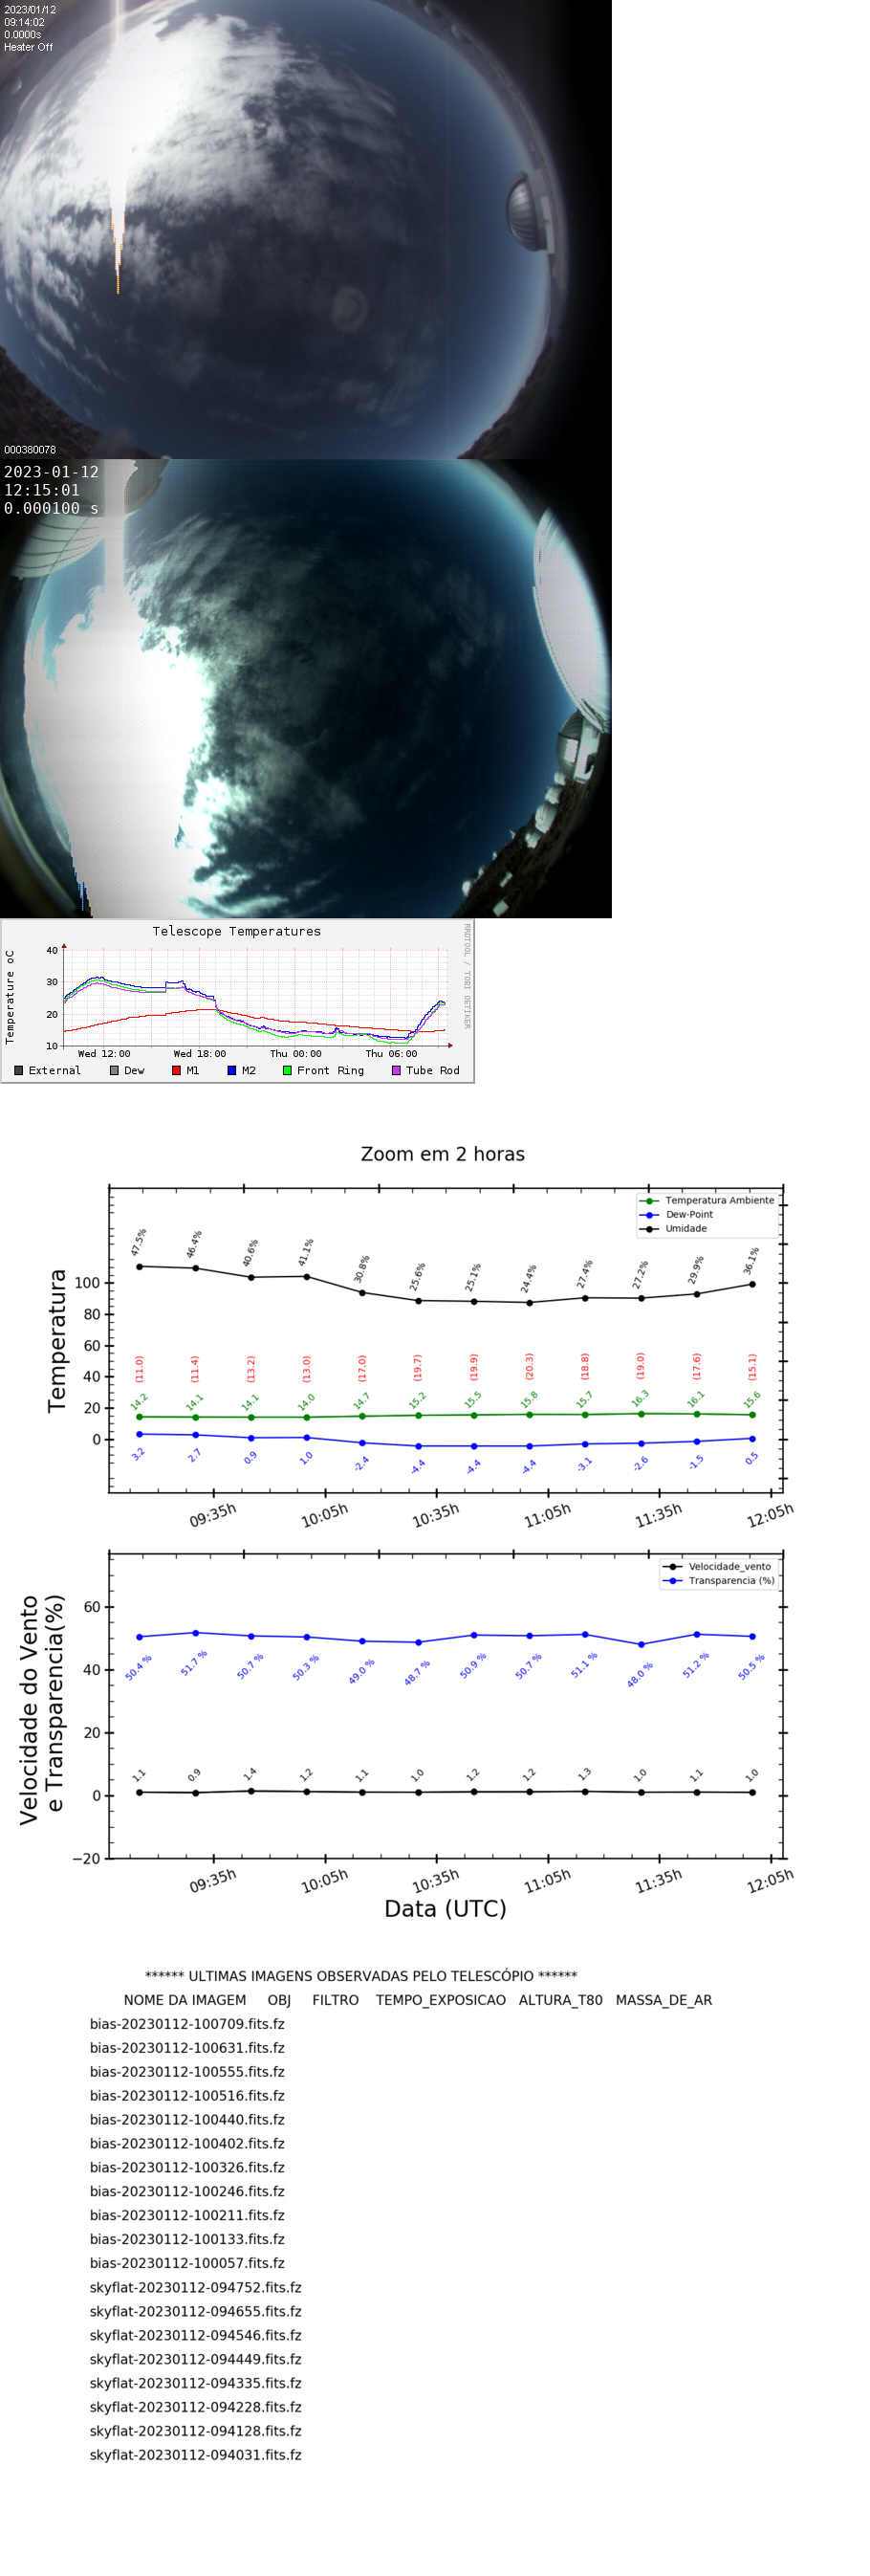 2023/01/12
09:14:02
0.0000s
Heater Off
000380078
2023-01-12
12:15:01
0.000100 s
Telescope Temperatures
RRDTOOL / TOBI OETIKER
Temperature oC
40
30
20
10
Wed 12:00 Wed 18:00 Thu 00:00 Thu 06:00
External Dew M1 M2 Front Ring Tube Rod
Zoom em 2 horas
Temperatura Ambiente
Dew-Point
Umidade
Temperatura
100
80
60
40
20
0
47.5% 46.4% 40.6% 41.1% 30.8% 25.6% 25.1% 24.4% 27.4% 27.2% 29.9% 36.1%
(11.0) (11.4) (13.2) (13.0) (17.0) (19.7) (19.9) (20.3) (18.8) (19.0) (17.6) (15.1)
14.2 14.1 14.1 14.0 14.7 15.2 15.5 15.8 15.7 16.3 16.1 15.6
3.2 2.7 0.9 1.0 -2.4 -4.4 -4.4 -4.4 -3.1 -2.6 -1.5 0.5
09:35h 10:05h 10:35h 11:05h 11:35h 12:05h
Velocidade_vento
Transparencia (%)
Velocidade do Vento
e Transparencia(%)
60
40
20
0
−20
50.4 % 51.7 % 50.7 % 50.3 % 49.0 % 48.7 % 50.9 % 50.7 % 51.1 % 48.0 % 51.2 % 50.5 %
1.1 0.9 1.4 1.2 1.1 1.0 1.2 1.2 1.3 1.0 1.1 1.0
09:35h 10:05h 10:35h 11:05h 11:35h 12:05h
Data (UTC)
****** ULTIMAS IMAGENS OBSERVADAS PELO TELESCÓPIO ******
NOME DA IMAGEM OBJ FILTRO TEMPO_EXPOSICAO ALTURA_T80 MASSA_DE_AR
bias-20230112-100709.fits.fz
bias-20230112-100631.fits.fz
bias-20230112-100555.fits.fz
bias-20230112-100516.fits.fz
bias-20230112-100440.fits.fz
bias-20230112-100402.fits.fz
bias-20230112-100326.fits.fz
bias-20230112-100246.fits.fz
bias-20230112-100211.fits.fz
bias-20230112-100133.fits.fz
bias-20230112-100057.fits.fz
skyflat-20230112-094752.fits.fz
skyflat-20230112-094655.fits.fz
skyflat-20230112-094546.fits.fz
skyflat-20230112-094449.fits.fz
skyflat-20230112-094335.fits.fz
skyflat-20230112-094228.fits.fz
skyflat-20230112-094128.fits.fz
skyflat-20230112-094031.fits.fz